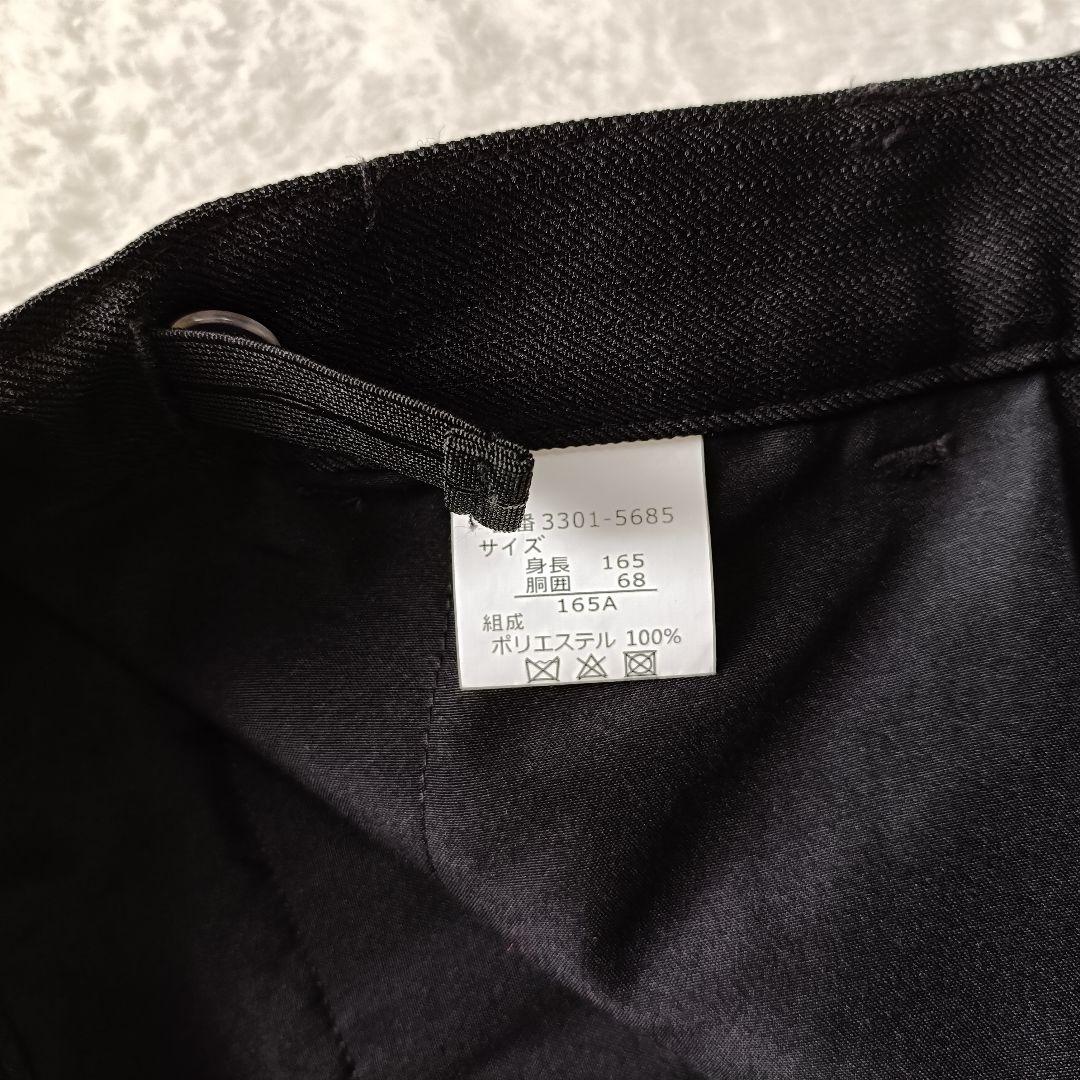 番 3301-5685
サイズ
身長 165
胴囲 68
165A
組成
ポリエステル 100%